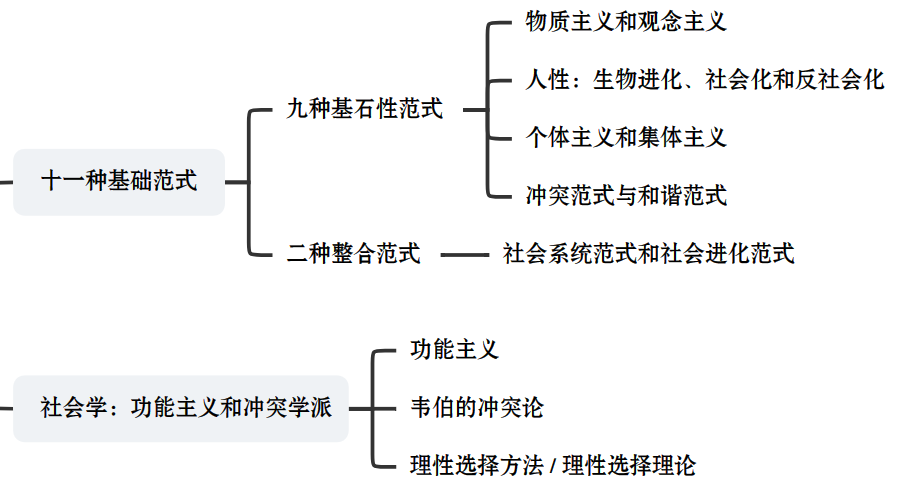 十一种基础范式
九种基石性范式
物质主义和观念主义
人性：生物进化、社会化和反社会化
个体主义和集体主义
冲突范式与和谐范式
二种整合范式
社会系统范式和社会进化范式
社会学：功能主义和冲突学派
功能主义
韦伯的冲突论
理性选择方法 / 理性选择理论